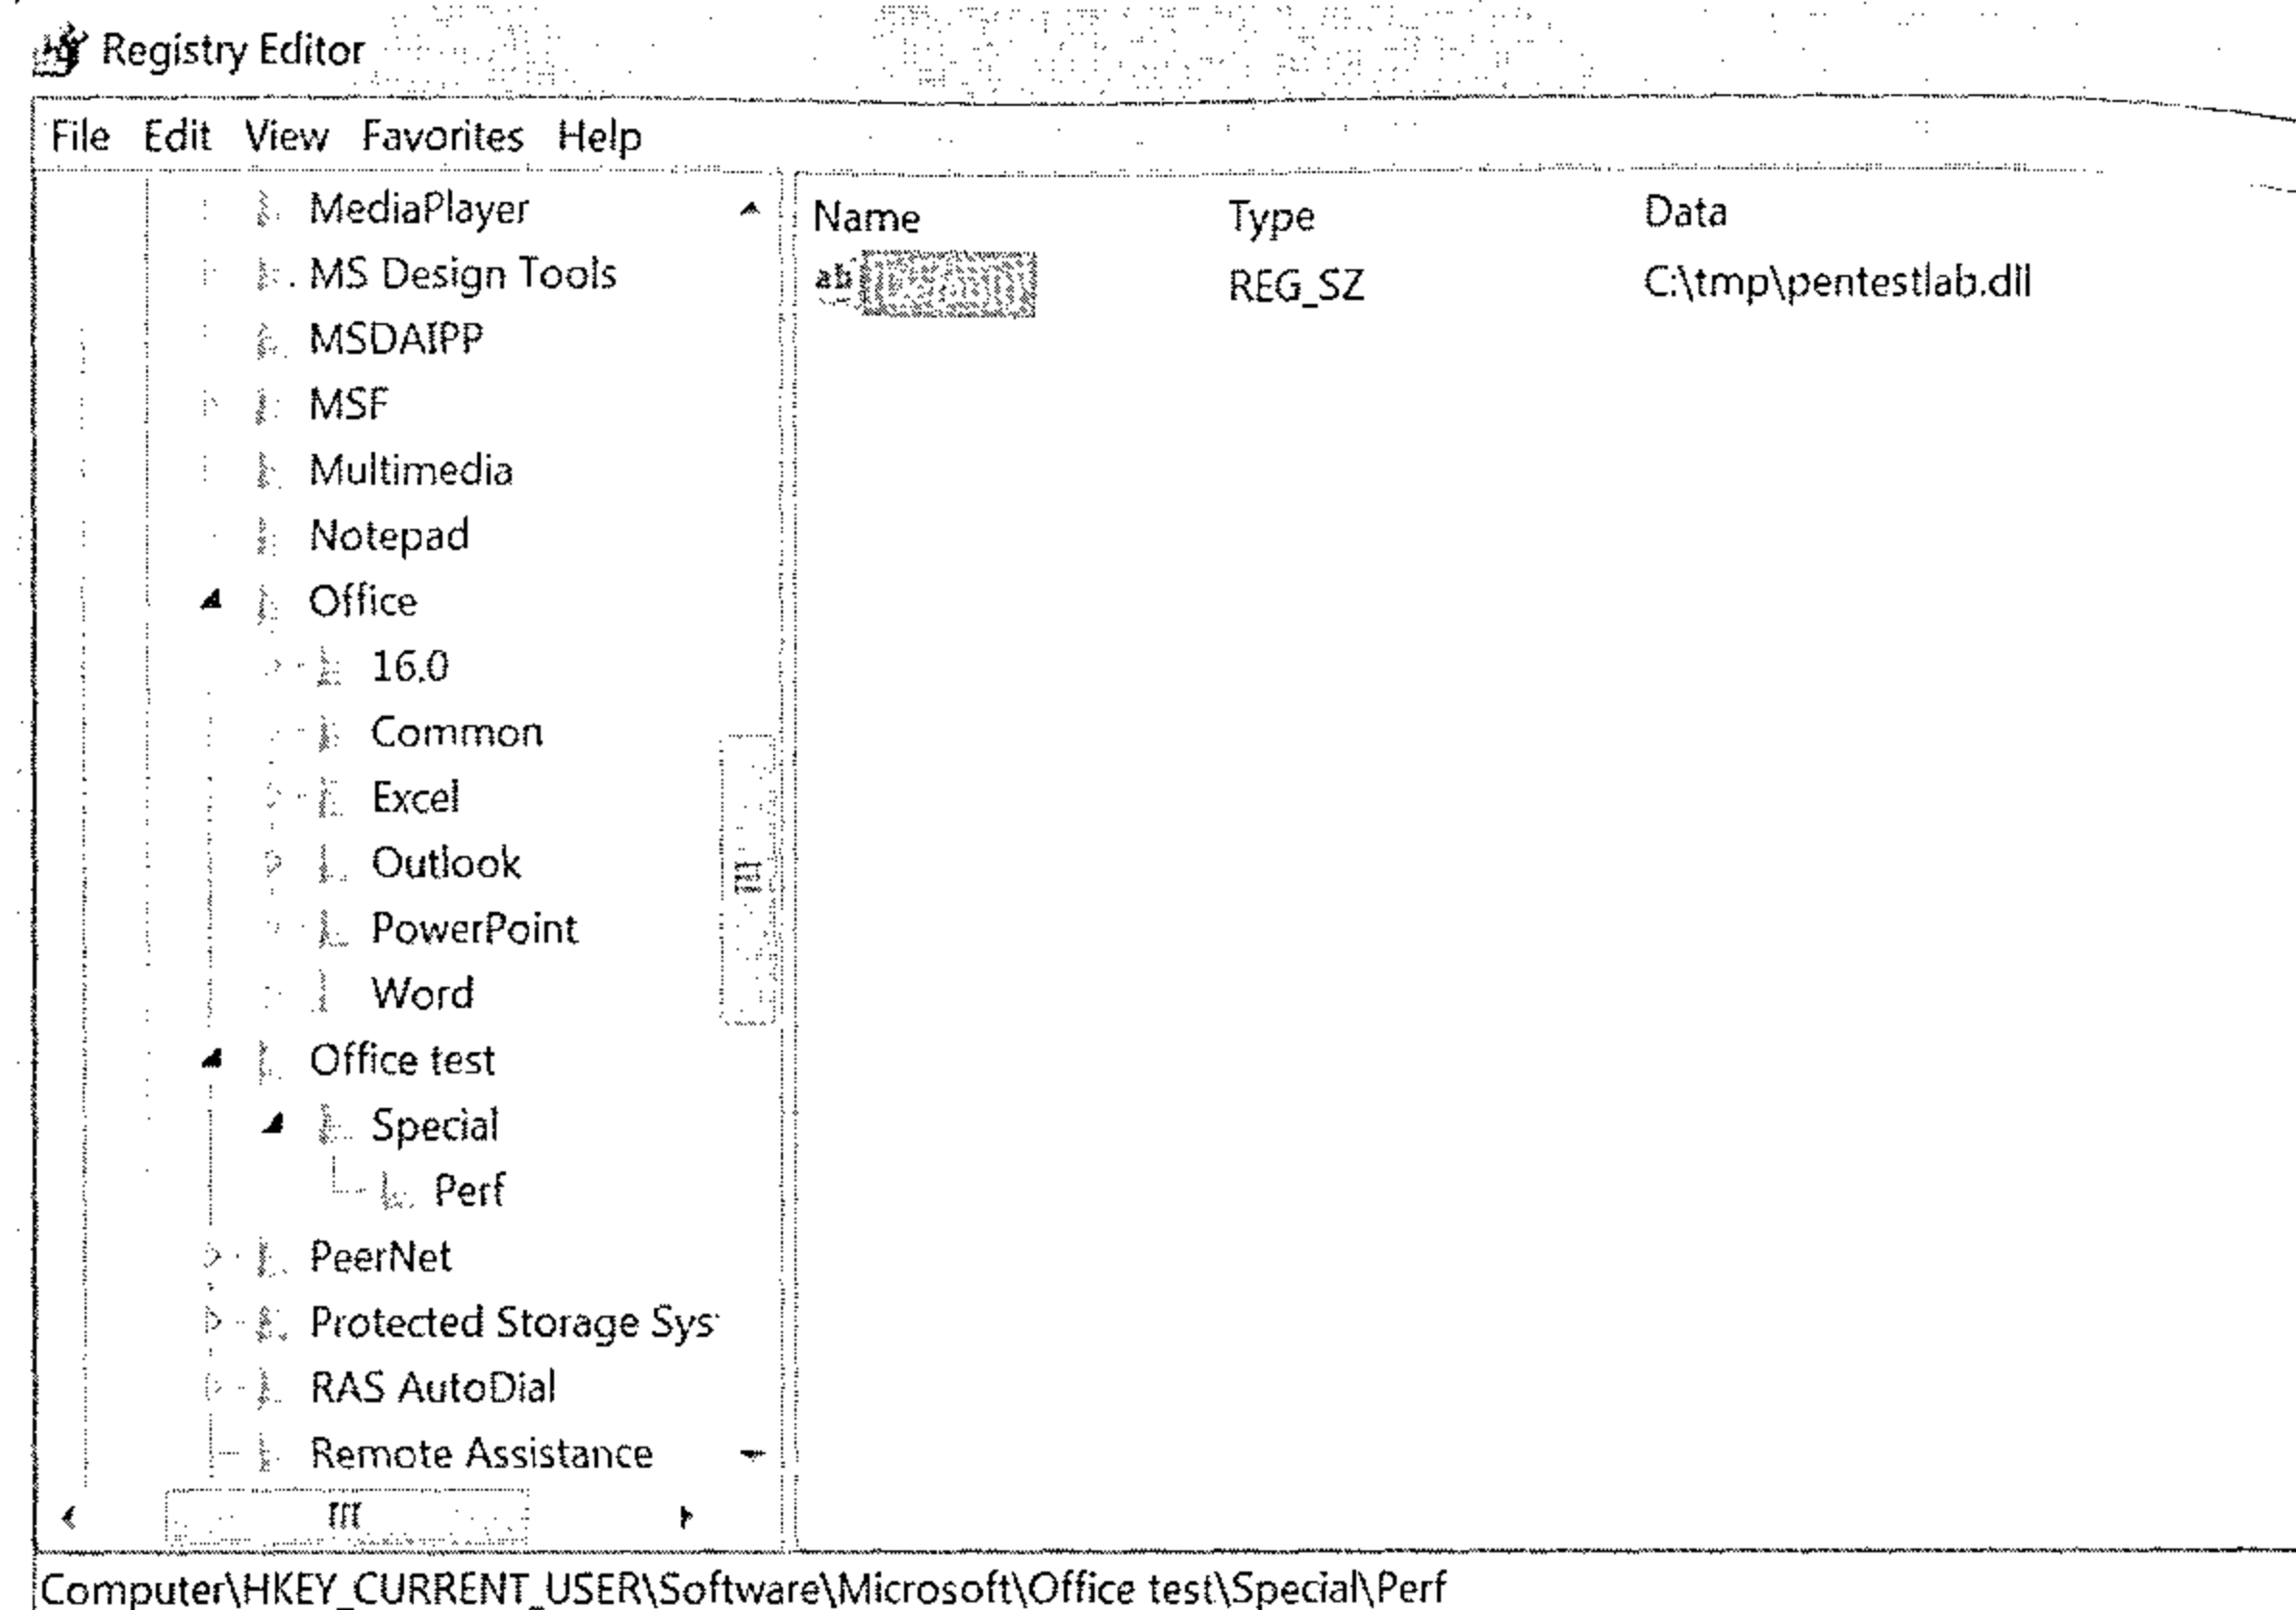 Registry Editor
File Edit View Favorites Help
MediaPlayer
MS Design Tools
MSDAIPP
MSF
Multimedia
Notepad
Office
16.0
Common
Excel
Outlook
PowerPoint
Word
Office test
Special
Perf
PeerNet
Protected Storage Sys
RAS AutoDial
Remote Assistance
Name Type Data
ab (Default) REG_SZ C:\tmp\pentestlab.dll
Computer\HKEY_CURRENT_USER\Software\Microsoft\Office test\Special\Perf